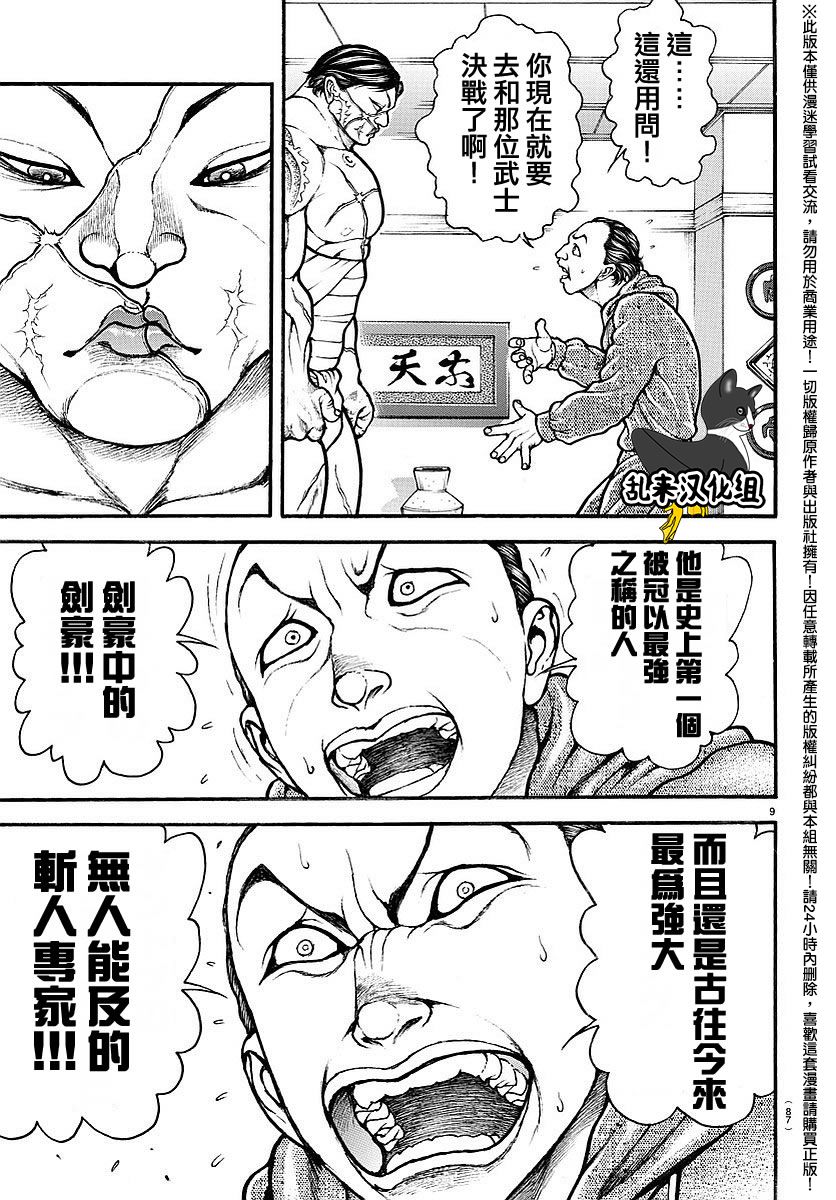 這……
這還用問！
你現在就要
去和那位武士
決戰了啊！
乱来汉化组
他是史上第一個
被冠以最強
之稱的人
劍豪中的
劍豪!!!
9
而且還是古往今來
最爲強大
無人能及的
斬人專家!!!
(87)
※此版本僅供漫迷學習試看交流，請勿用於商業用途！一切版權歸原作者與出版社擁有！因任意轉載所產生的版權糾紛都與本組無關！請24小時內刪除，喜歡這套漫畫請購買正版！